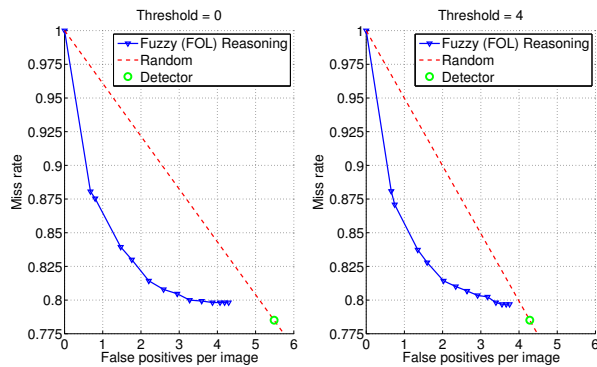 Threshold = 0
1
0.975
0.95
0.925
0.9
0.875
0.85
0.825
0.8
0.775
Miss rate
Fuzzy (FOL) Reasoning
Random
Detector
0 1 2 3 4 5 6
False positives per image
Threshold = 4
1
0.975
0.95
0.925
0.9
0.875
0.85
0.825
0.8
0.775
Miss rate
Fuzzy (FOL) Reasoning
Random
Detector
0 1 2 3 4 5 6
False positives per image